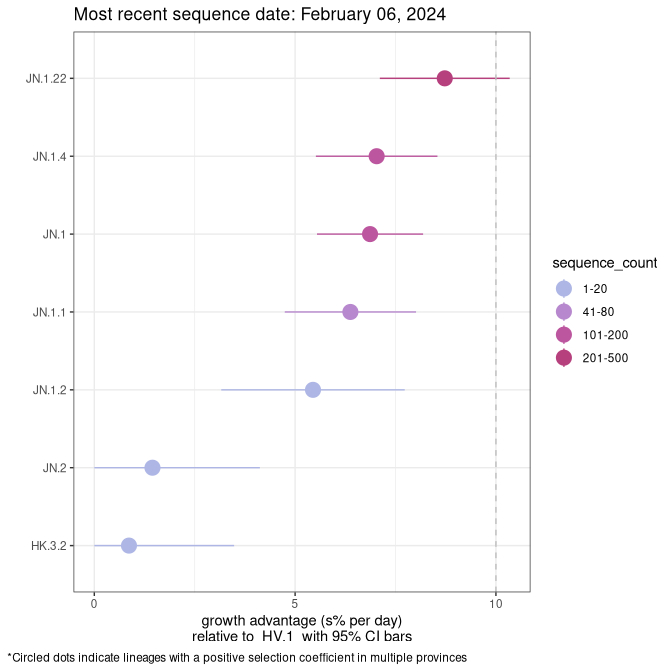 Most recent sequence date: February 06, 2024
JN.1.22
JN.1.4
JN.1
JN.1.1
JN.1.2
JN.2
HK.3.2
0
5
10
growth advantage (s% per day)
relative to  HV.1  with 95% CI bars
sequence_count
1-20
41-80
101-200
201-500
*Circled dots indicate lineages with a positive selection coefficient in multiple provinces